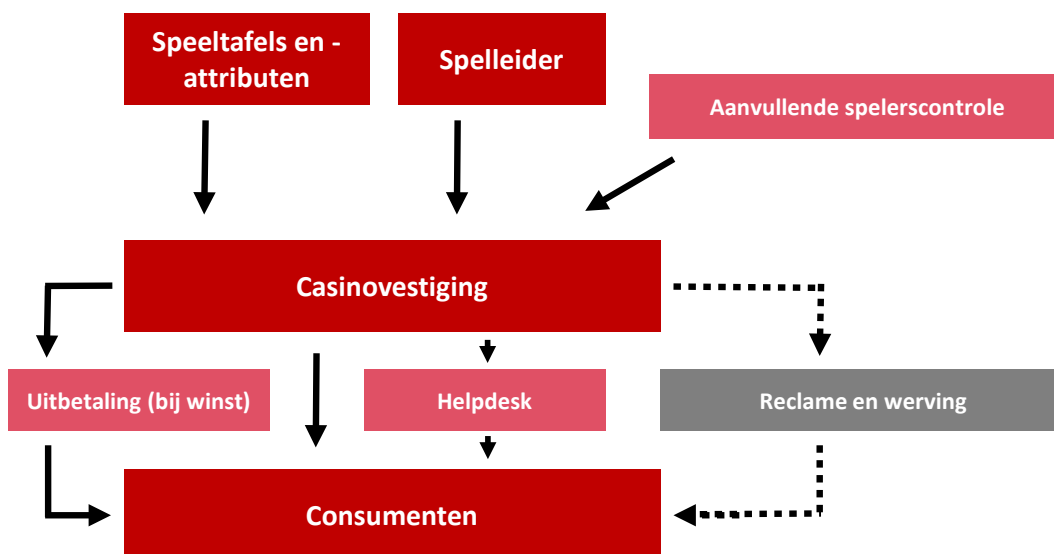 Speeltafels en -
attributen
Spelleider
Aanvullende spelerscontrole
Casinovestiging
Uitbetaling (bij winst)
Helpdesk
Reclame en werving
Consumenten